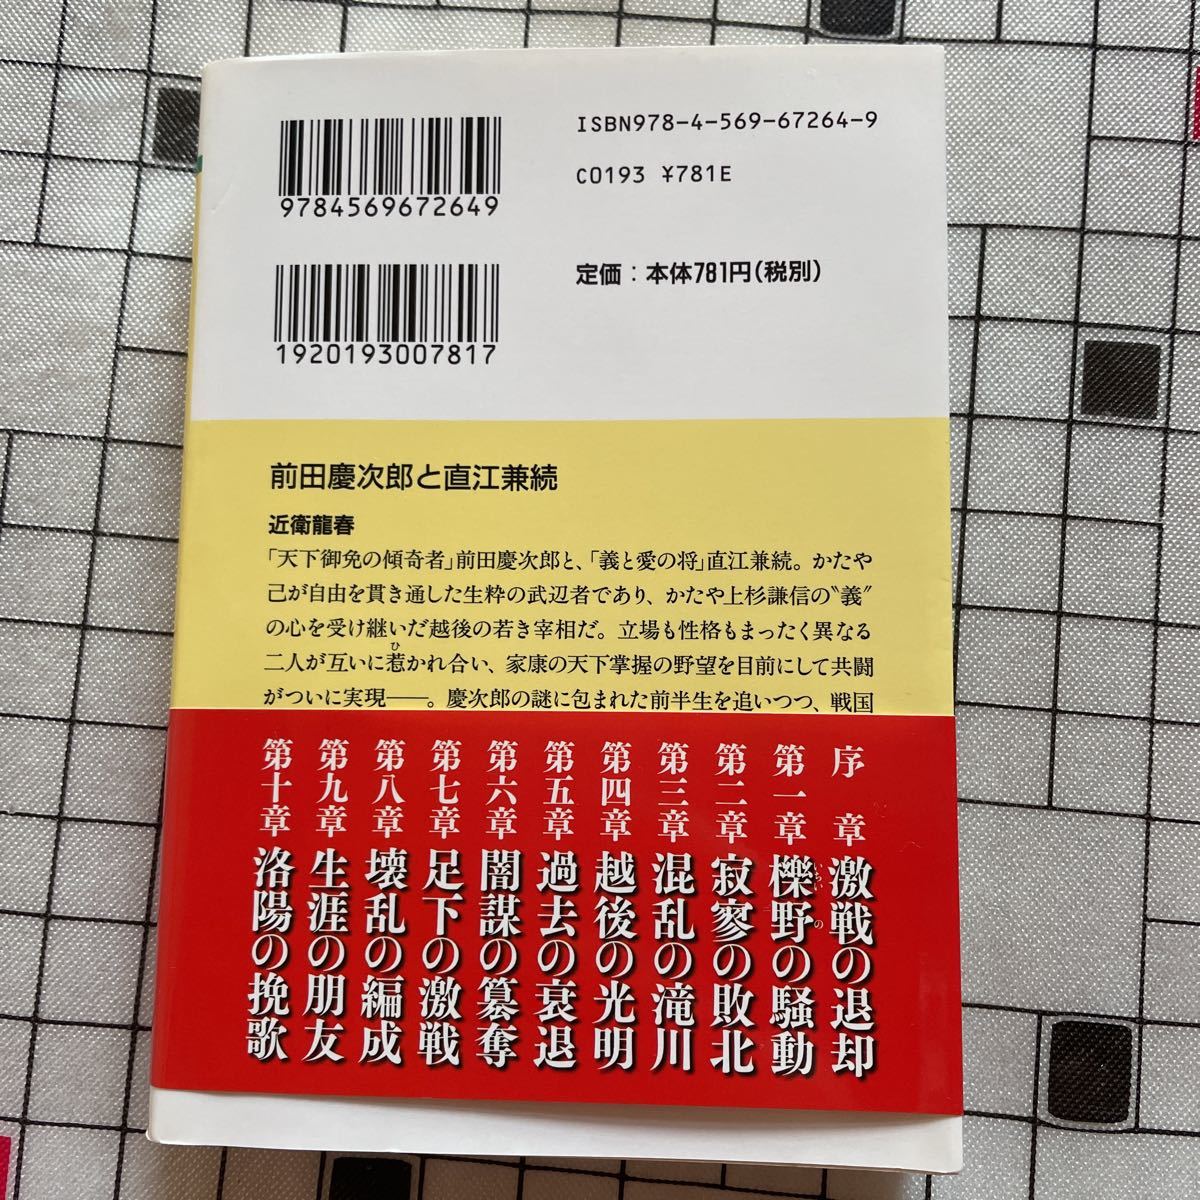 ISBN978-4-569-67264-9
C0193 ¥781E
9784569672649
定価：本体781円（税別）
1920193007817
前田慶次郎と直江兼続
近衛龍春
「天下御免の傾奇者」前田慶次郎と、「義と愛の将」直江兼続。かたや
己が自由を貫き通した生粋の武辺者であり、かたや上杉謙信の〝義〟
の心を受け継いだ越後の若き宰相だ。立場も性格もまったく異なる
ひ
二人が互いに惹かれ合い、家康の天下掌握の野望を目前にして共闘
がついに実現――。慶次郎の謎に包まれた前半生を追いつつ、戦国
序章 激戦の退却
第一章 櫟野の騒動
いちいの
第二章 寂寥の敗北
第三章 混乱の滝川
第四章 越後の光明
第五章 過去の衰退
第六章 闇謀の簒奪
第七章 足下の激戦
第八章 壊乱の編成
第九章 生涯の朋友
第十章 洛陽の挽歌